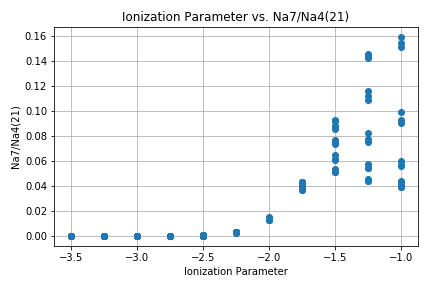 Ionization Parameter vs. Na7/Na4(21)
0.16
0.14
0.12
0.10
0.08
0.06
0.04
0.02
0.00
Na7/Na4(21)
−3.5 −3.0 −2.5 −2.0 −1.5 −1.0
Ionization Parameter